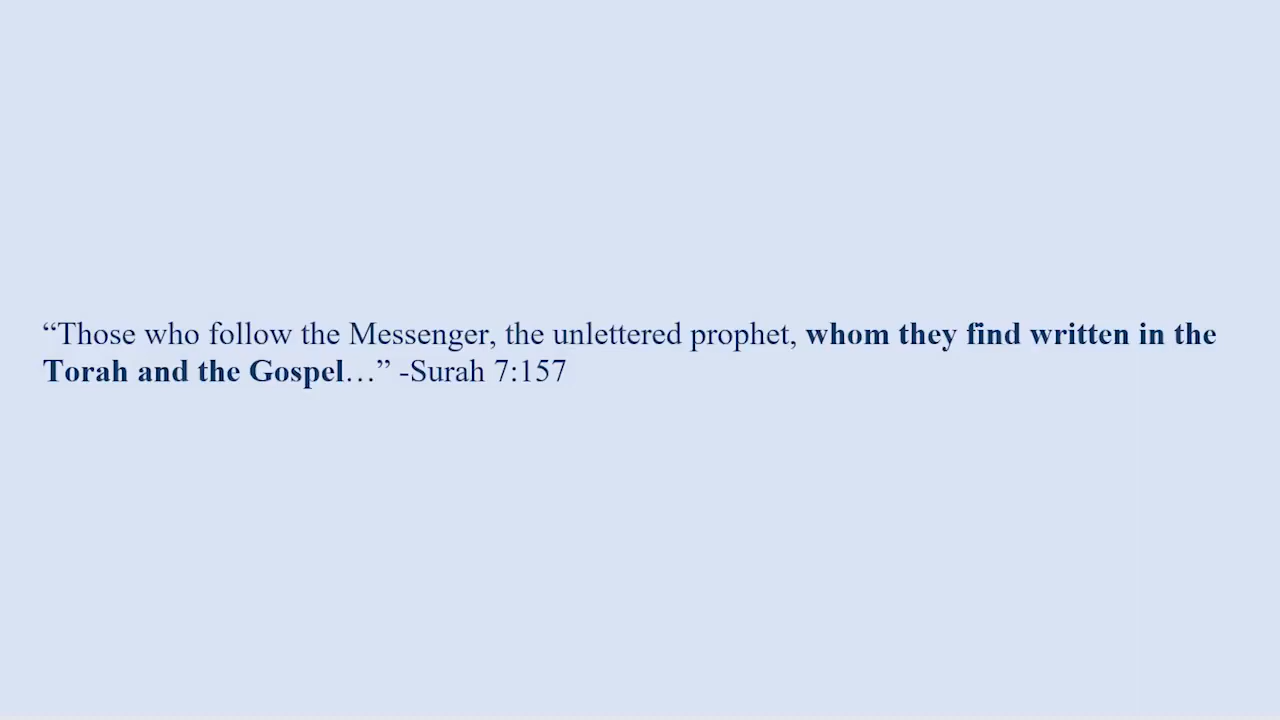 “Those who follow the Messenger, the unlettered prophet, whom they find written in the
Torah and the Gospel…” -Surah 7:157